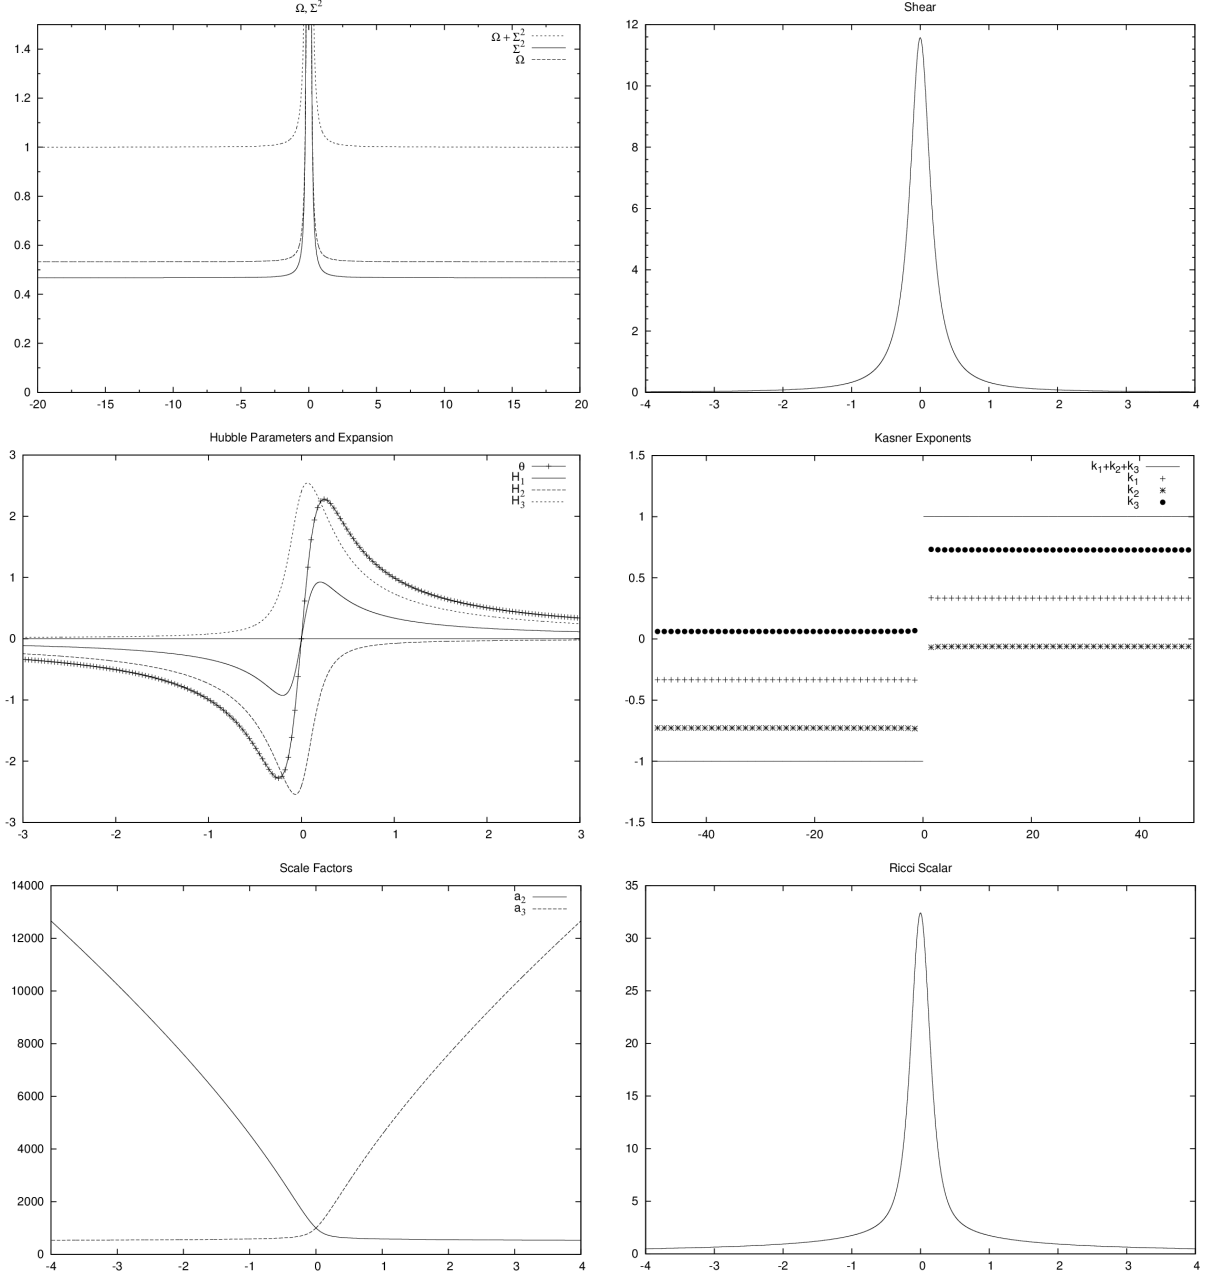 Ω, Σ²
Ω + Σ²
Σ²
Ω
1.4
1.2
1
0.8
0.6
0.4
0.2
0
-20 -15 -10 -5 0 5 10 15 20
Shear
12
10
8
6
4
2
0
-4 -3 -2 -1 0 1 2 3 4
Hubble Parameters and Expansion
θ
H₁
H₂
H₃
3
2
1
0
-1
-2
-3
-3 -2 -1 0 1 2 3
Kasner Exponents
k₁+k₂+k₃
k₁
k₂
k₃
1.5
1
0.5
0
-0.5
-1
-1.5
-40 -20 0 20 40
Scale Factors
a₂
a₃
14000
12000
10000
8000
6000
4000
2000
0
-4 -3 -2 -1 0 1 2 3 4
Ricci Scalar
35
30
25
20
15
10
5
0
-4 -3 -2 -1 0 1 2 3 4